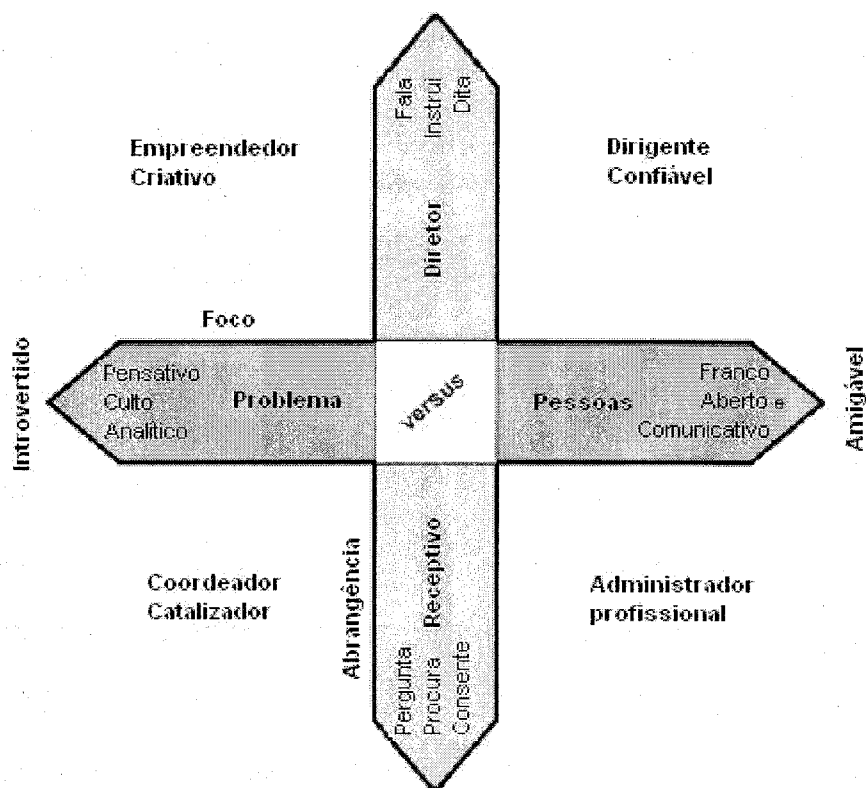 Fala
Instrui
Dita
Diretor
Empreendedor
Criativo
Dirigente
Confiável
Foco
Introvertido
Pensativo
Culto
Analítico
Problema
versus
Pessoas
Franco
Aberto e
Comunicativo
Amigável
Abrangência
Receptivo
Pergunta
Procura
Consente
Coordeador
Catalizador
Administrador
profissional